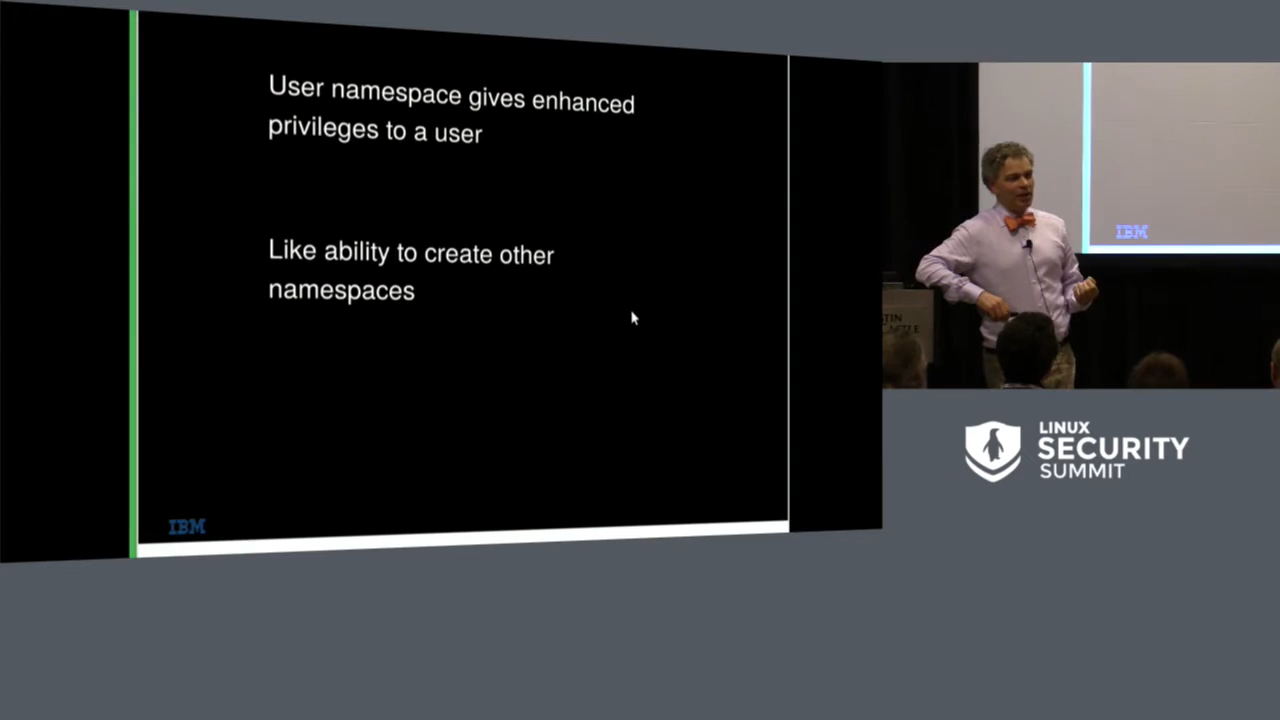 User namespace gives enhanced
privileges to a user
Like ability to create other
namespaces
IBM
IBM
LINUX
SECURITY
SUMMIT